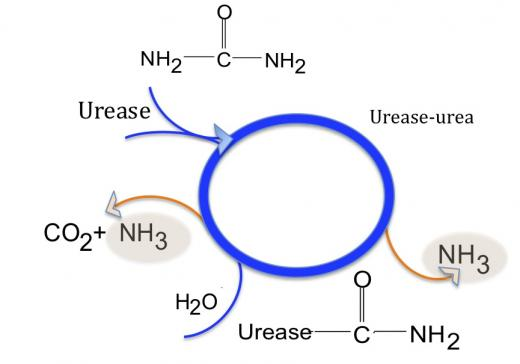 O
NH2 C NH2
Urease
Urease-urea
CO2+ NH3
NH3
H2O
O
Urease C NH2